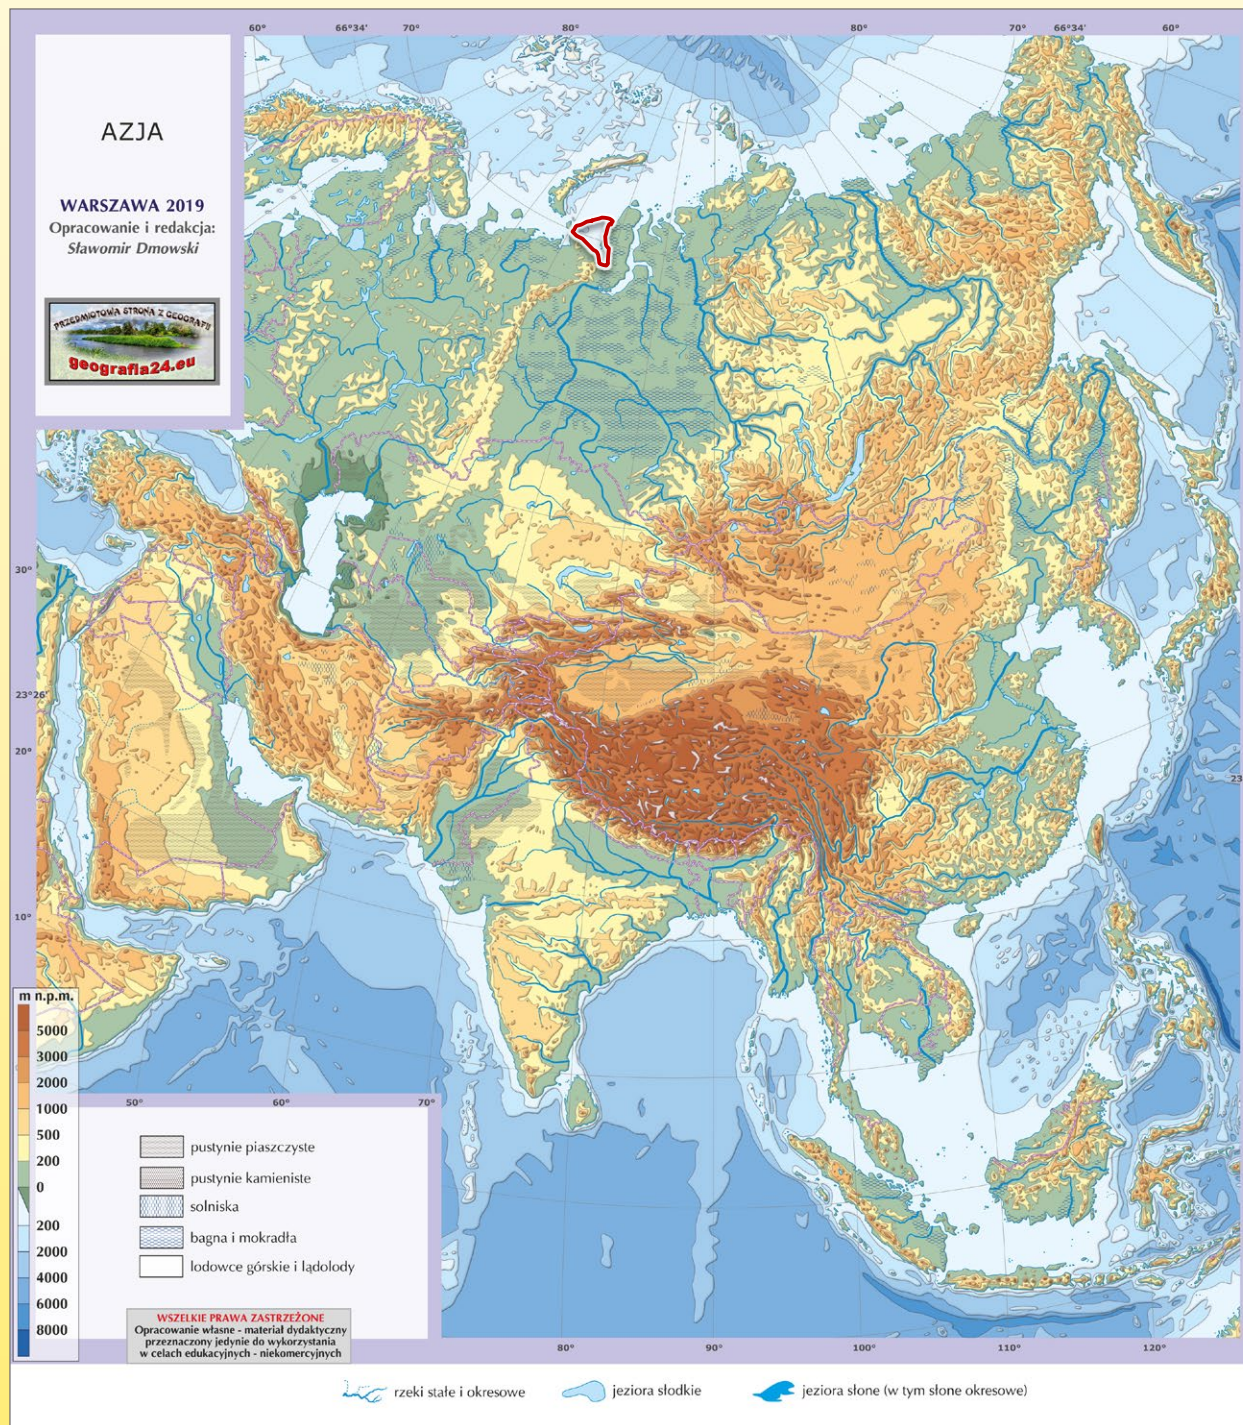 60° 66°34' 70° 80° 80° 70° 66°34' 60°
AZJA
WARSZAWA 2019
Opracowanie i redakcja:
Sławomir Dmowski
PRZEDMIOTOWA STRONA Z GEOGRAFII
geografia24.eu
30°
23°26'
20°
23
10°
m n.p.m.
5000
3000
2000
1000
500
200
0
200
2000
4000
6000
8000
50° 60° 70°
pustynie piaszczyste
pustynie kamieniste
solniska
bagna i mokradła
lodowce górskie i lądolody
WSZELKIE PRAWA ZASTRZEŻONE
Opracowanie własne - materiał dydaktyczny
przeznaczony jedynie do wykorzystania
w celach edukacyjnych - niekomercyjnych
80° 90° 100° 110° 120°
rzeki stałe i okresowe
jeziora słodkie
jeziora słone (w tym słone okresowe)